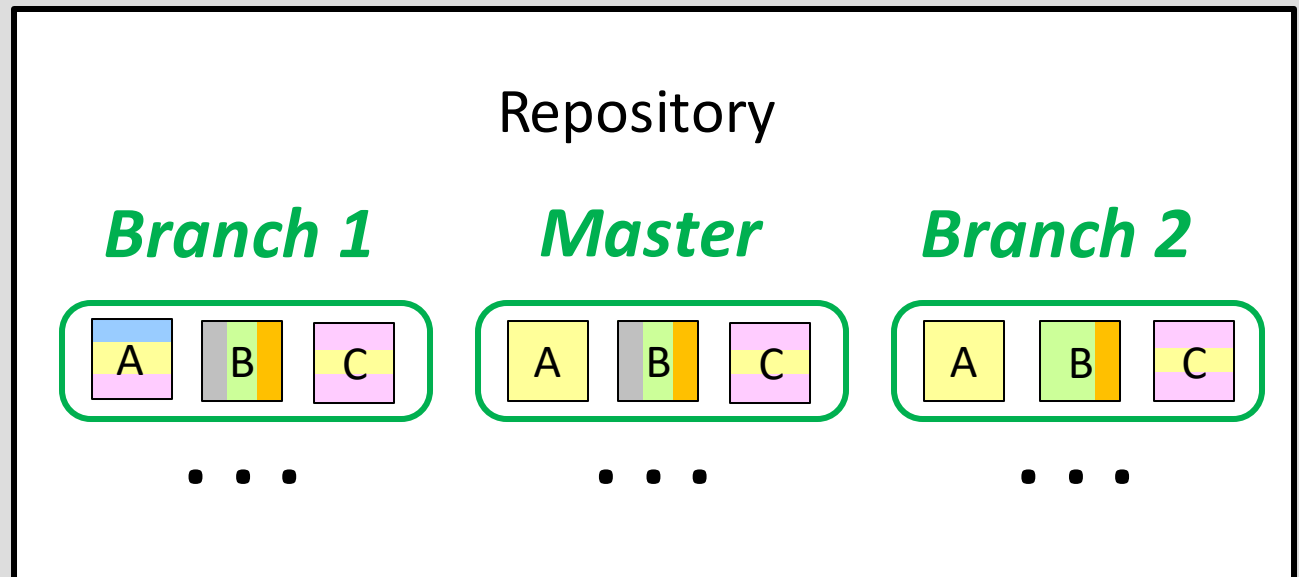 Repository
Branch 1 Master Branch 2
A B C A B C A B C
. . . . . . . . .